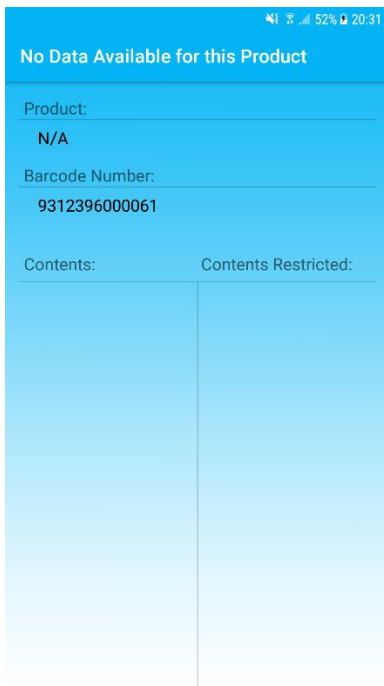 52% 20:31
No Data Available for this Product
Product:
N/A
Barcode Number:
9312396000061
Contents: Contents Restricted: